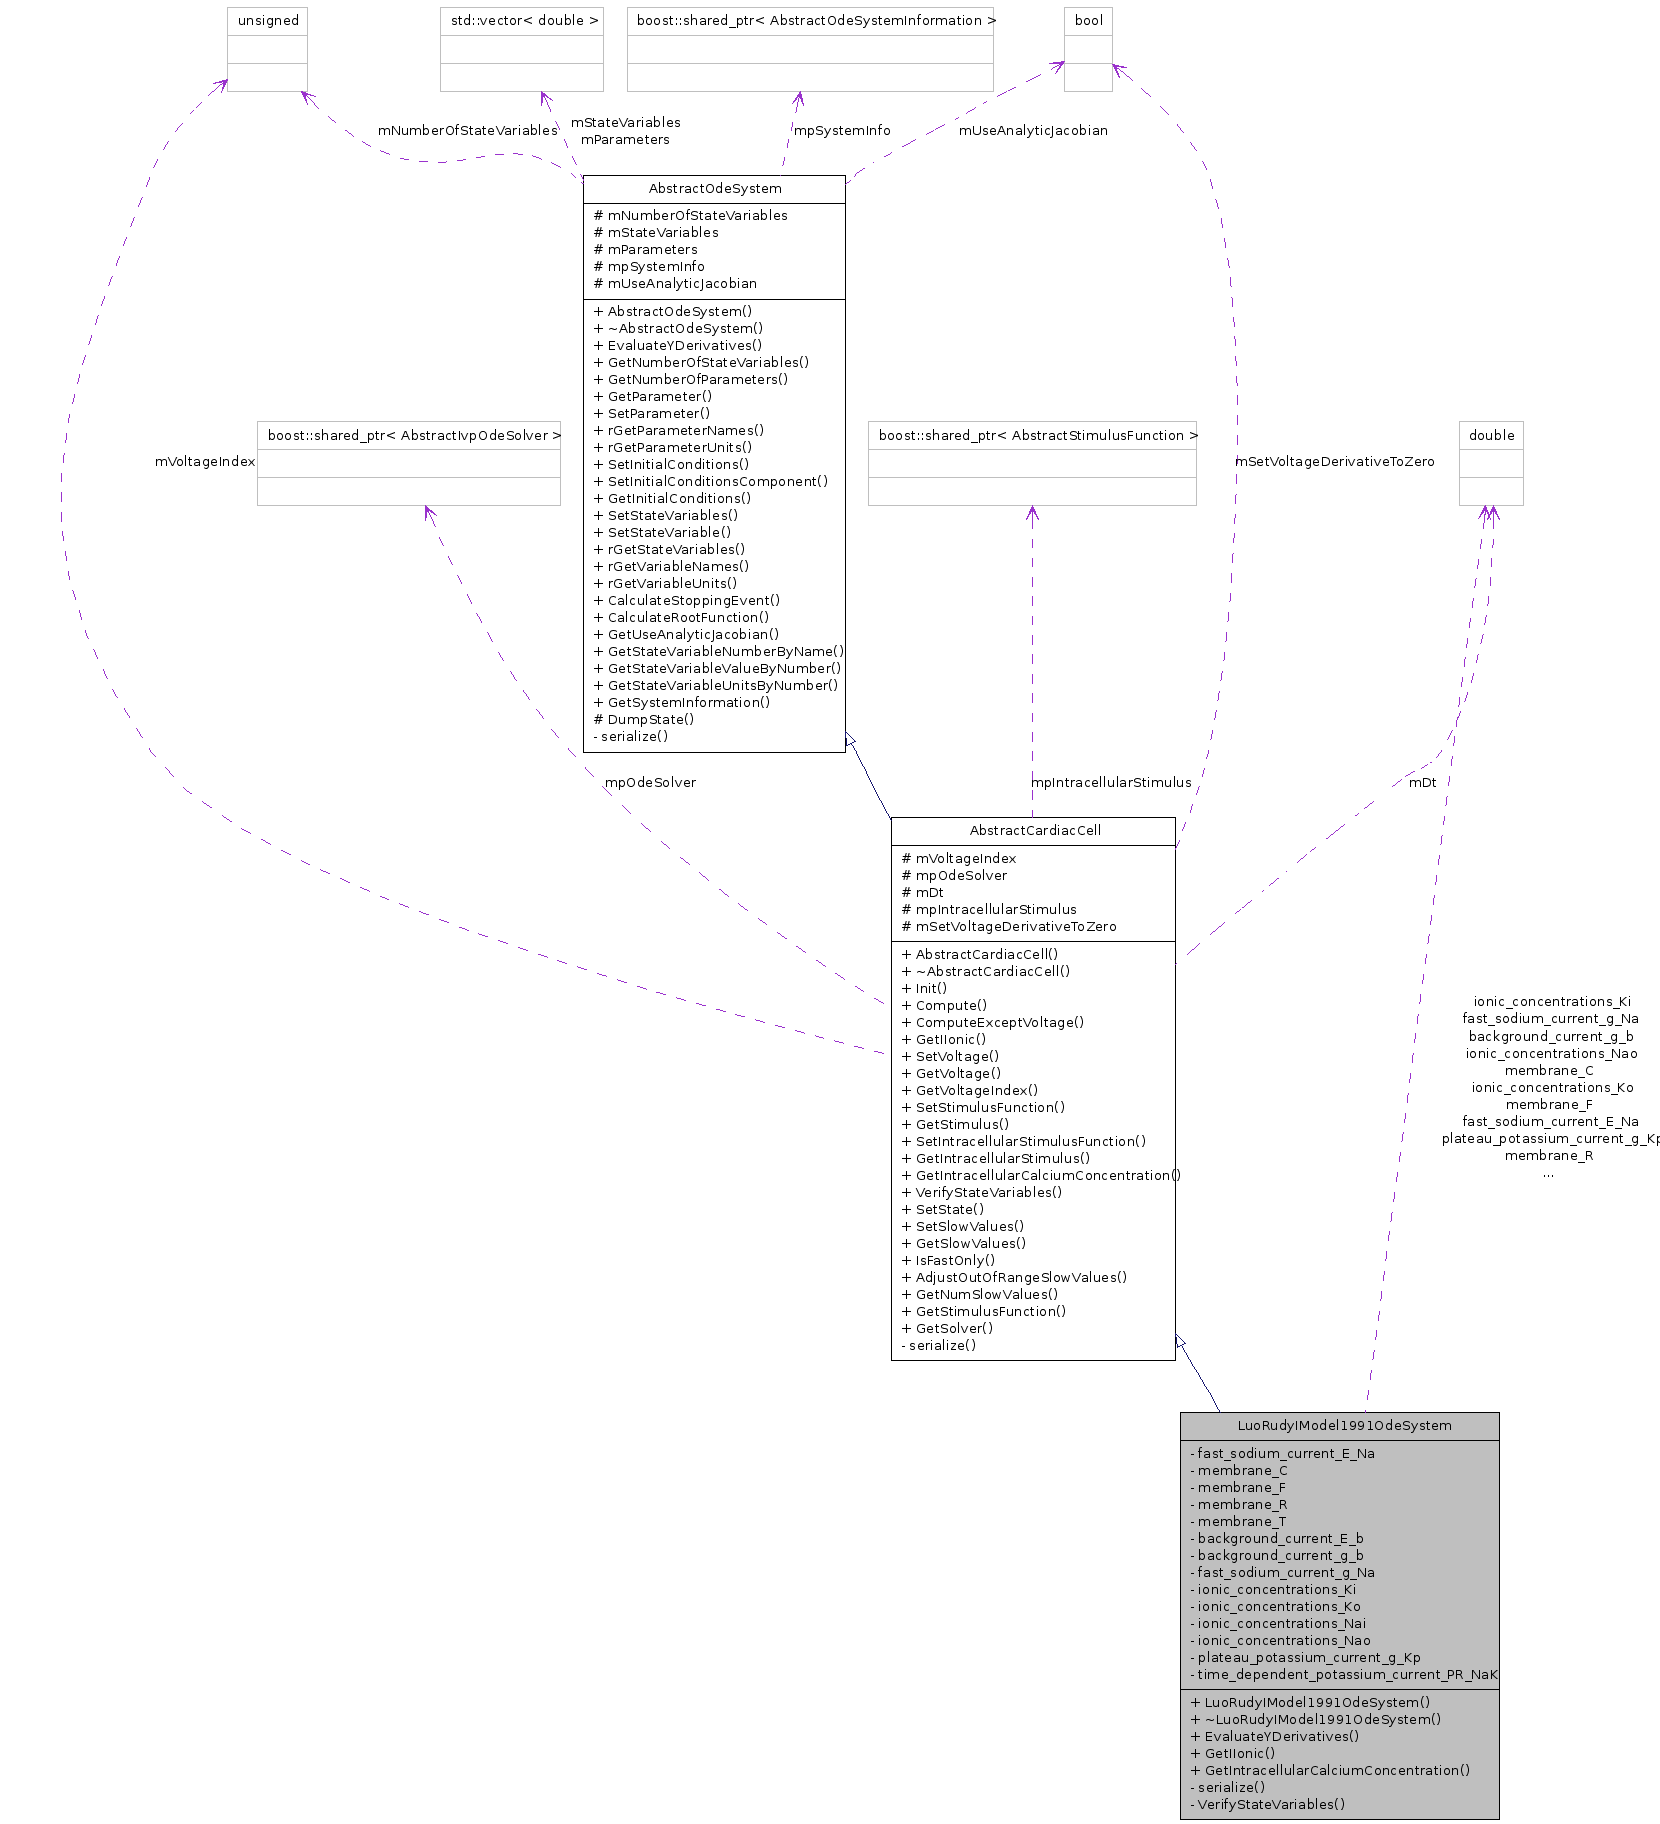 unsigned
std::vector< double >
boost::shared_ptr< AbstractOdeSystemInformation >
bool
mNumberOfStateVariables
mStateVariables
mParameters
mpSystemInfo
mUseAnalyticJacobian
AbstractOdeSystem
# mNumberOfStateVariables
# mStateVariables
# mParameters
# mpSystemInfo
# mUseAnalyticJacobian
+ AbstractOdeSystem()
+ ~AbstractOdeSystem()
+ EvaluateYDerivatives()
+ GetNumberOfStateVariables()
+ GetNumberOfParameters()
+ GetParameter()
+ SetParameter()
+ rGetParameterNames()
+ rGetParameterUnits()
+ SetInitialConditions()
+ SetInitialConditionsComponent()
+ GetInitialConditions()
+ SetStateVariables()
+ SetStateVariable()
+ rGetStateVariables()
+ rGetVariableNames()
+ rGetVariableUnits()
+ CalculateStoppingEvent()
+ CalculateRootFunction()
+ GetUseAnalyticJacobian()
+ GetStateVariableNumberByName()
+ GetStateVariableValueByNumber()
+ GetStateVariableUnitsByNumber()
+ GetSystemInformation()
# DumpState()
- serialize()
boost::shared_ptr< AbstractIvpOdeSolver >
boost::shared_ptr< AbstractStimulusFunction >
double
mVoltageIndex
mSetVoltageDerivativeToZero
mpOdeSolver
mpIntracellularStimulus
mDt
AbstractCardiacCell
# mVoltageIndex
# mpOdeSolver
# mDt
# mpIntracellularStimulus
# mSetVoltageDerivativeToZero
+ AbstractCardiacCell()
+ ~AbstractCardiacCell()
+ Init()
+ Compute()
+ ComputeExceptVoltage()
+ GetIIonic()
+ SetVoltage()
+ GetVoltage()
+ GetVoltageIndex()
+ SetStimulusFunction()
+ GetStimulus()
+ SetIntracellularStimulusFunction()
+ GetIntracellularStimulus()
+ GetIntracellularCalciumConcentration()
+ VerifyStateVariables()
+ SetState()
+ SetSlowValues()
+ GetSlowValues()
+ IsFastOnly()
+ AdjustOutOfRangeSlowValues()
+ GetNumSlowValues()
+ GetStimulusFunction()
+ GetSolver()
- serialize()
ionic_concentrations_Ki
fast_sodium_current_g_Na
background_current_g_b
ionic_concentrations_Nao
membrane_C
ionic_concentrations_Ko
membrane_F
fast_sodium_current_E_Na
plateau_potassium_current_g_Kp
membrane_R
...
LuoRudyIModel1991OdeSystem
- fast_sodium_current_E_Na
- membrane_C
- membrane_F
- membrane_R
- membrane_T
- background_current_E_b
- background_current_g_b
- fast_sodium_current_g_Na
- ionic_concentrations_Ki
- ionic_concentrations_Ko
- ionic_concentrations_Nai
- ionic_concentrations_Nao
- plateau_potassium_current_g_Kp
- time_dependent_potassium_current_PR_NaK
+ LuoRudyIModel1991OdeSystem()
+ ~LuoRudyIModel1991OdeSystem()
+ EvaluateYDerivatives()
+ GetIIonic()
+ GetIntracellularCalciumConcentration()
- serialize()
- VerifyStateVariables()